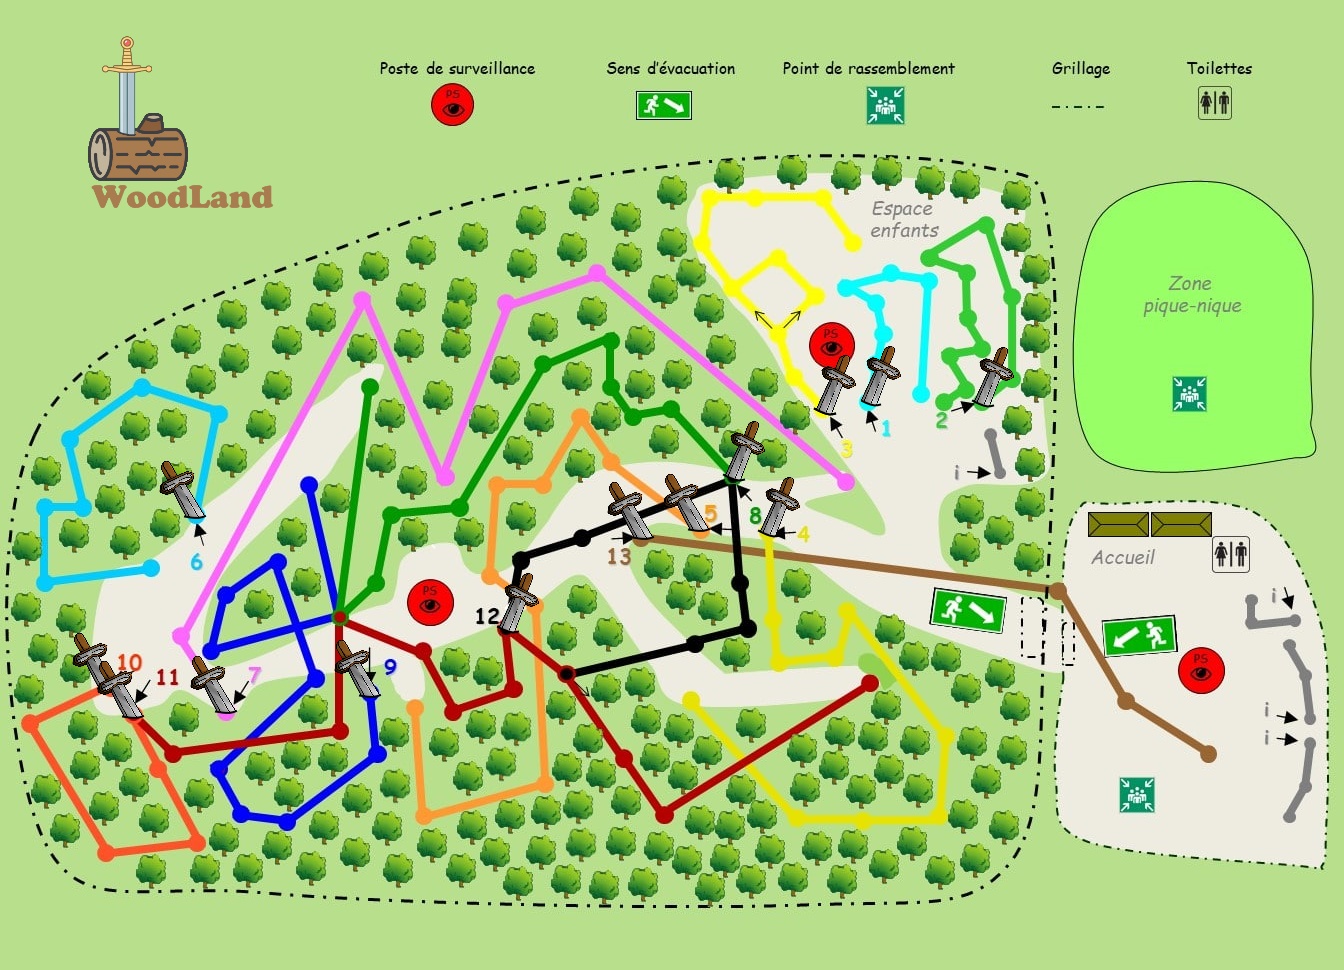 Poste de surveillance
Sens d'évacuation
Point de rassemblement
Grillage
Toilettes
PS
WoodLand
Espace
enfants
Zone
pique-nique
PS
1
2
3
i
5
8
4
13
6
Accueil
PS
12
i
PS
10
11
7
9
i
i